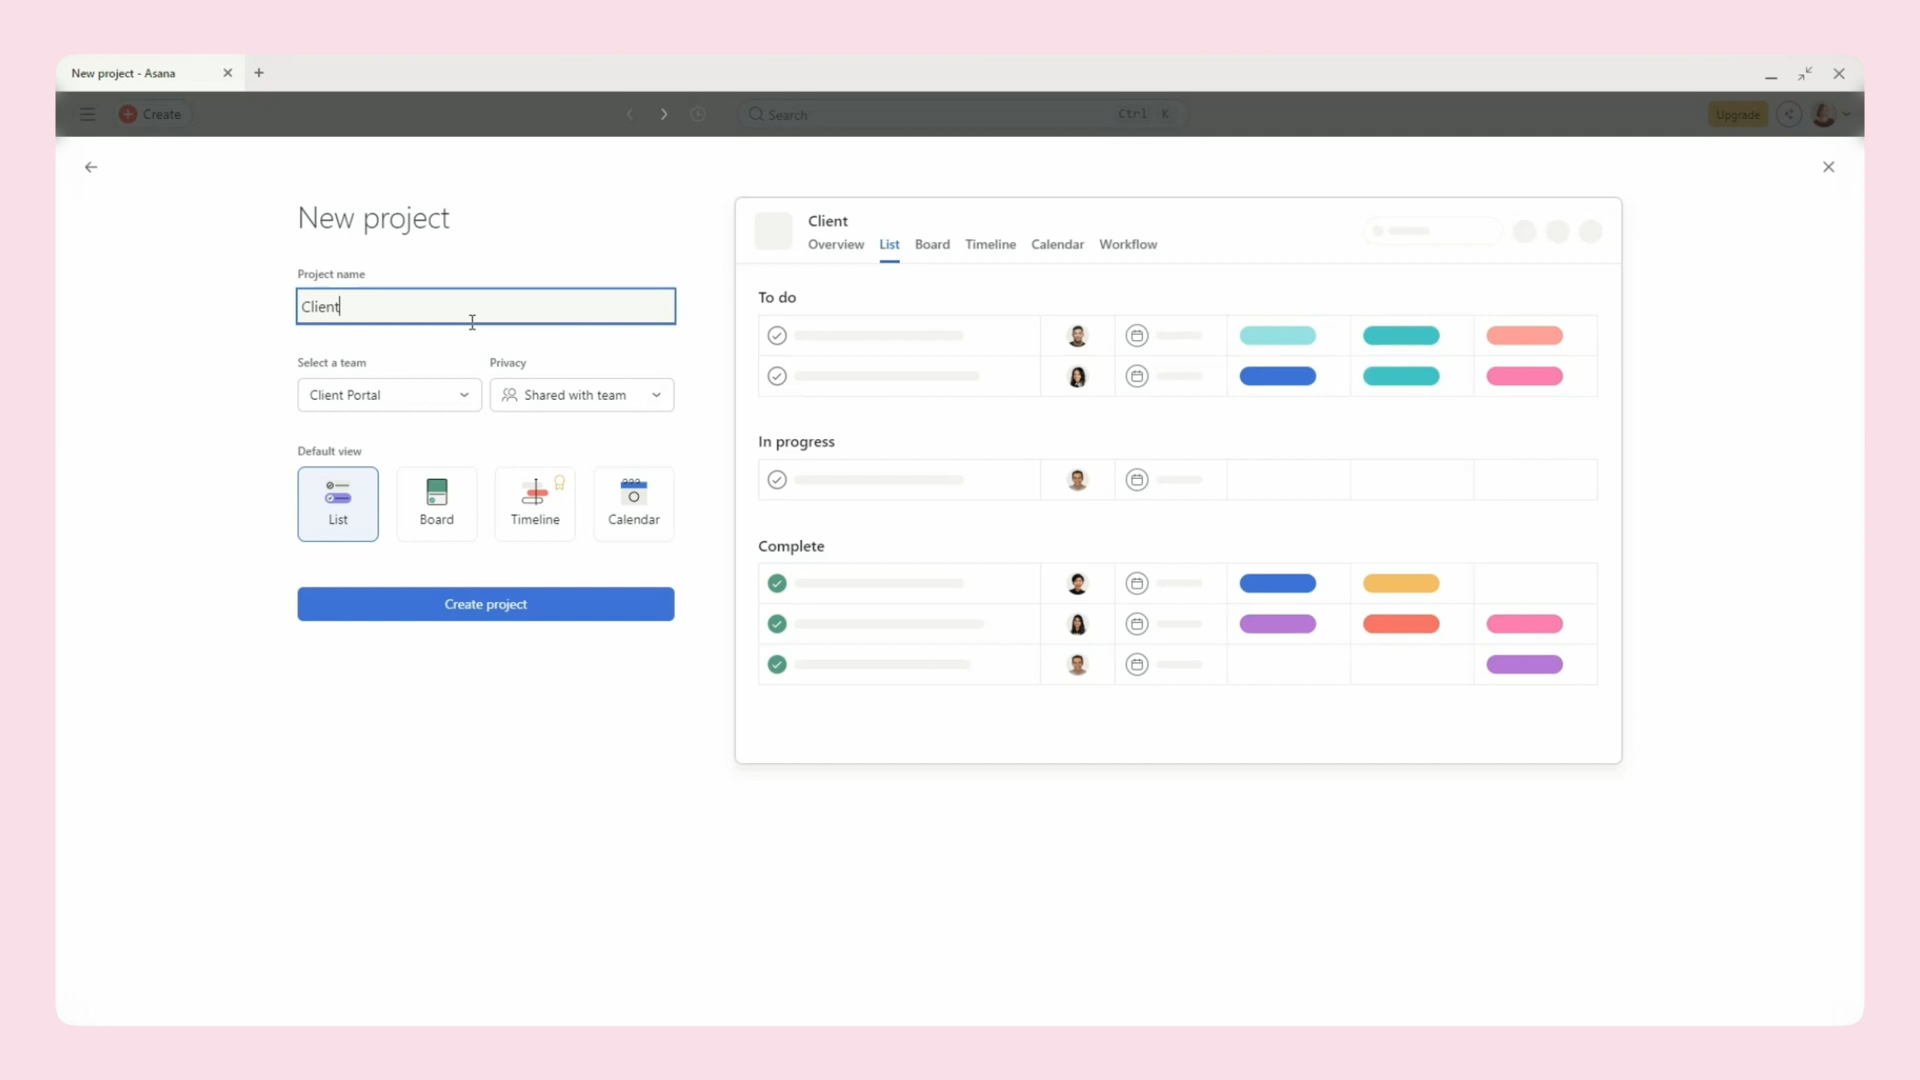 New project - Asana
Create
Search
Ctrl K
Upgrade
New project
Project name
Client
Select a team
Privacy
Client Portal
Shared with team
Default view
List
Board
Timeline
Calendar
Create project
Client
Overview List Board Timeline Calendar Workflow
To do
In progress
Complete